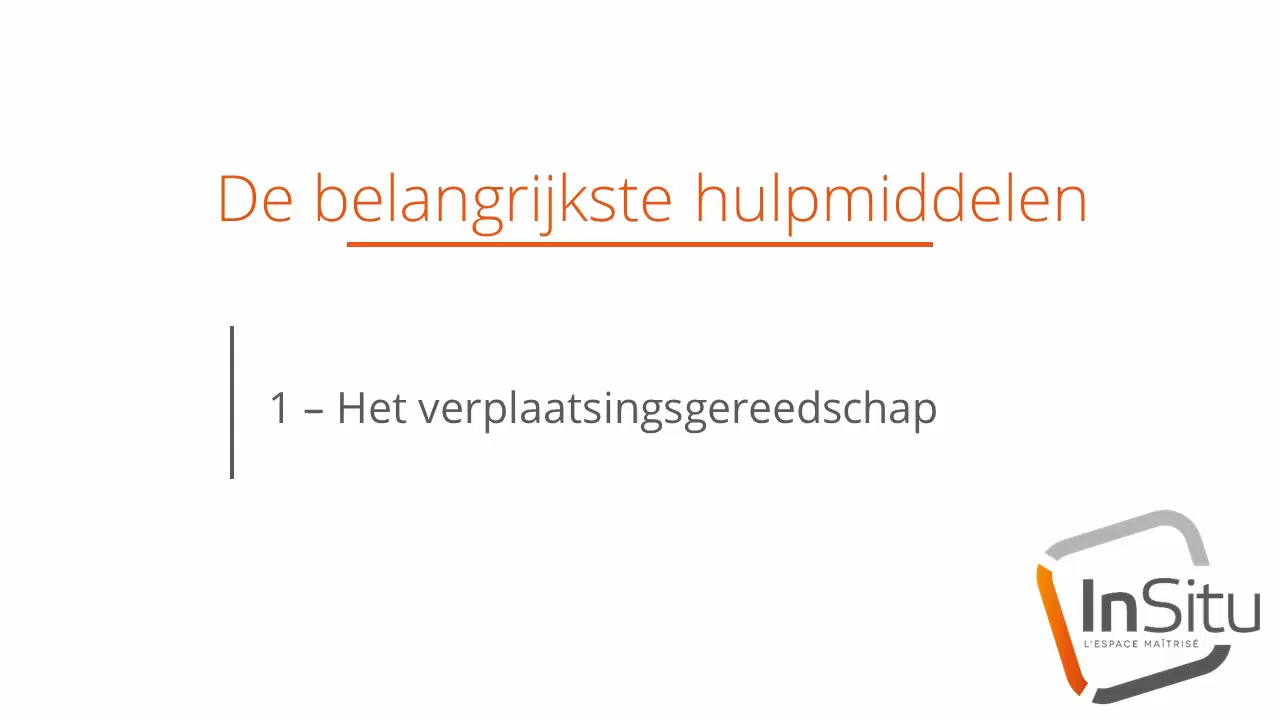 De belangrijkste hulpmiddelen
1 – Het verplaatsingsgereedschap
InSitu
L'ESPACE MAÎTRISÉ